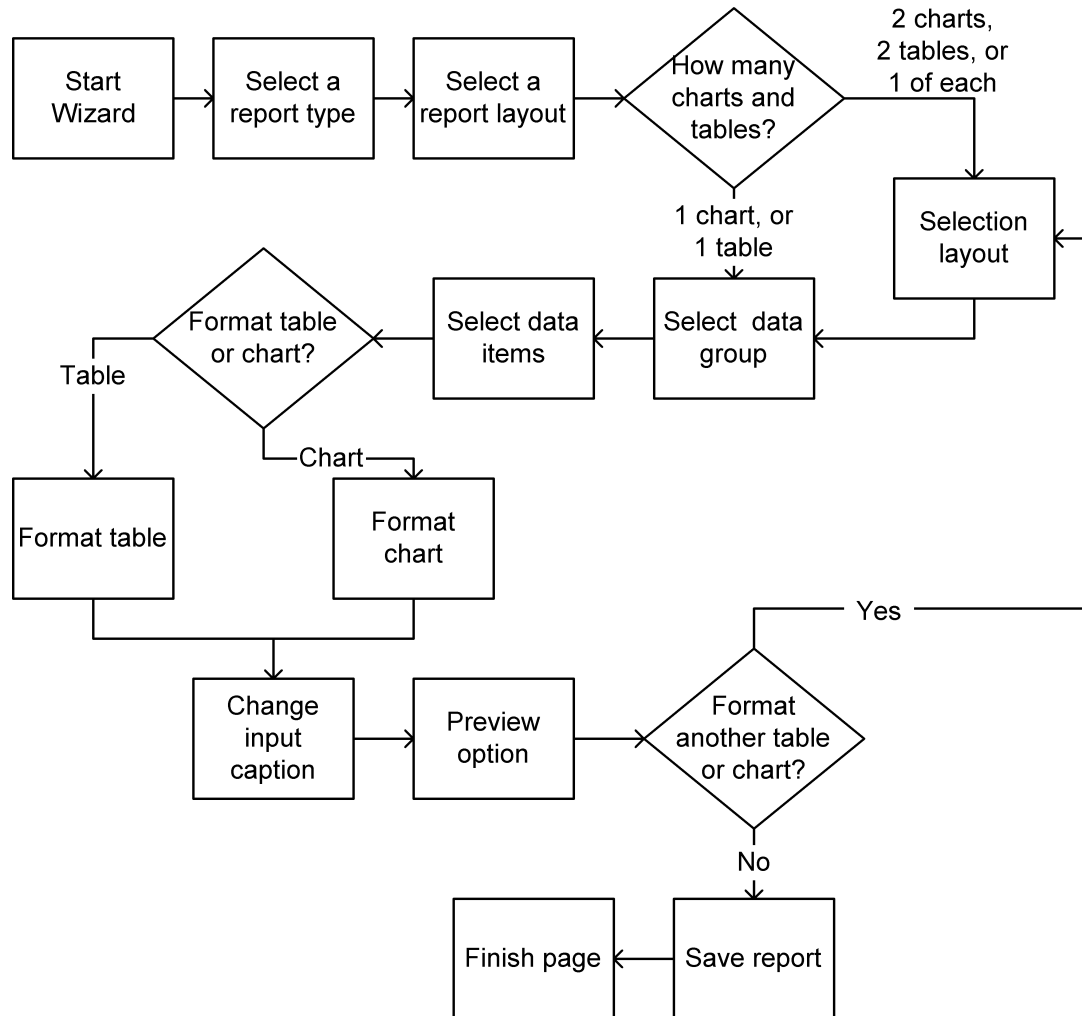 Start
Wizard
Select a
report type
Select a
report layout
How many
charts and
tables?
2 charts,
2 tables, or
1 of each
1 chart, or
1 table
Selection
layout
Format table
or chart?
Select data
items
Select  data
group
Table
Chart
Format table
Format
chart
Yes
Change
input
caption
Preview
option
Format
another table
or chart?
No
Finish page
Save report